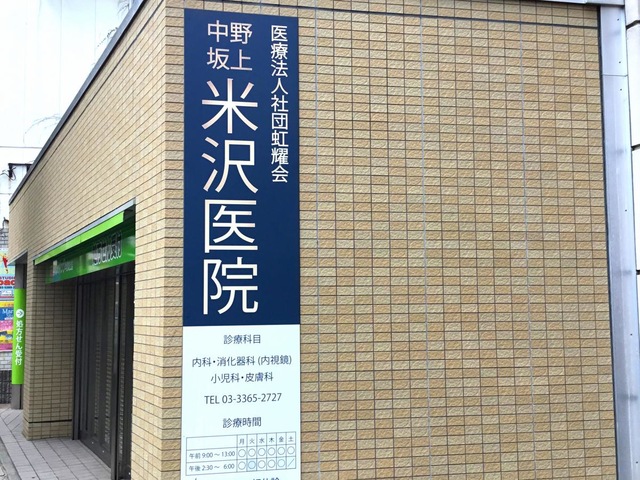 医療法人社団虹耀会
中野
坂上
米沢医院
診療科目
内科・消化器科(内視鏡)
小児科・皮膚科
TEL 03-3365-2727
診療時間
月 火 水 木 金 土
午前 9:00〜13:00 ○ ○ ○ ○ ○ ○
午後 2:30〜 6:00 ○ ○ ○ ○ ○ /
処方せん受付